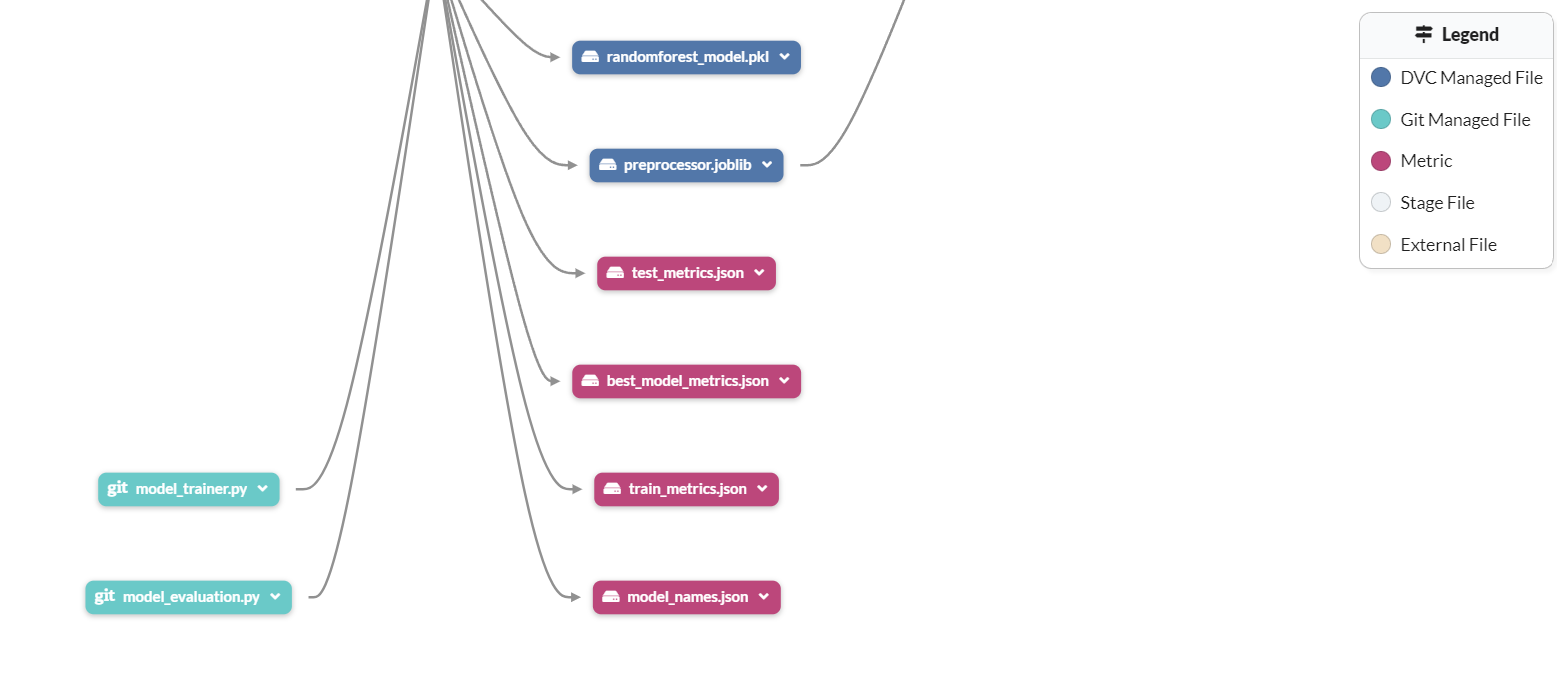 randomforest_model.pkl
preprocessor.joblib
test_metrics.json
best_model_metrics.json
git model_trainer.py
train_metrics.json
git model_evaluation.py
model_names.json
Legend
DVC Managed File
Git Managed File
Metric
Stage File
External File